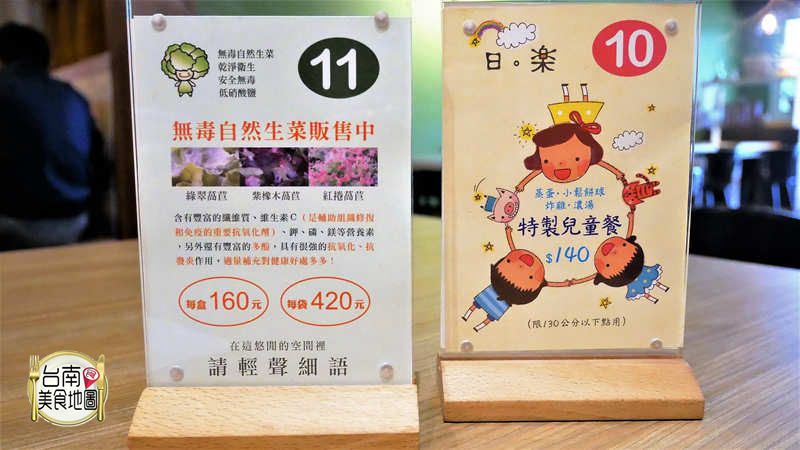 無毒自然生菜
乾淨衛生
安全無毒
低硝酸鹽
11
無毒自然生菜販售中
綠翠萵苣 紫橡木萵苣 紅捲萵苣
含有豐富的纖維質、維生素C(是輔助組織修復
和免疫的重要抗氧化劑)、鉀、磷、鎂等營養素
,另外還有豐富的多酚,具有很強的抗氧化、抗
發炎作用,適量補充對健康好處多多!
每盒160元 每袋420元
在這悠閒的空間裡
請輕聲細語
日。楽
10
蒸蛋·小鬆餅球
炸雞·濃湯
特製兒童餐
$140
(限130公分以下點用)
台南
美食地圖